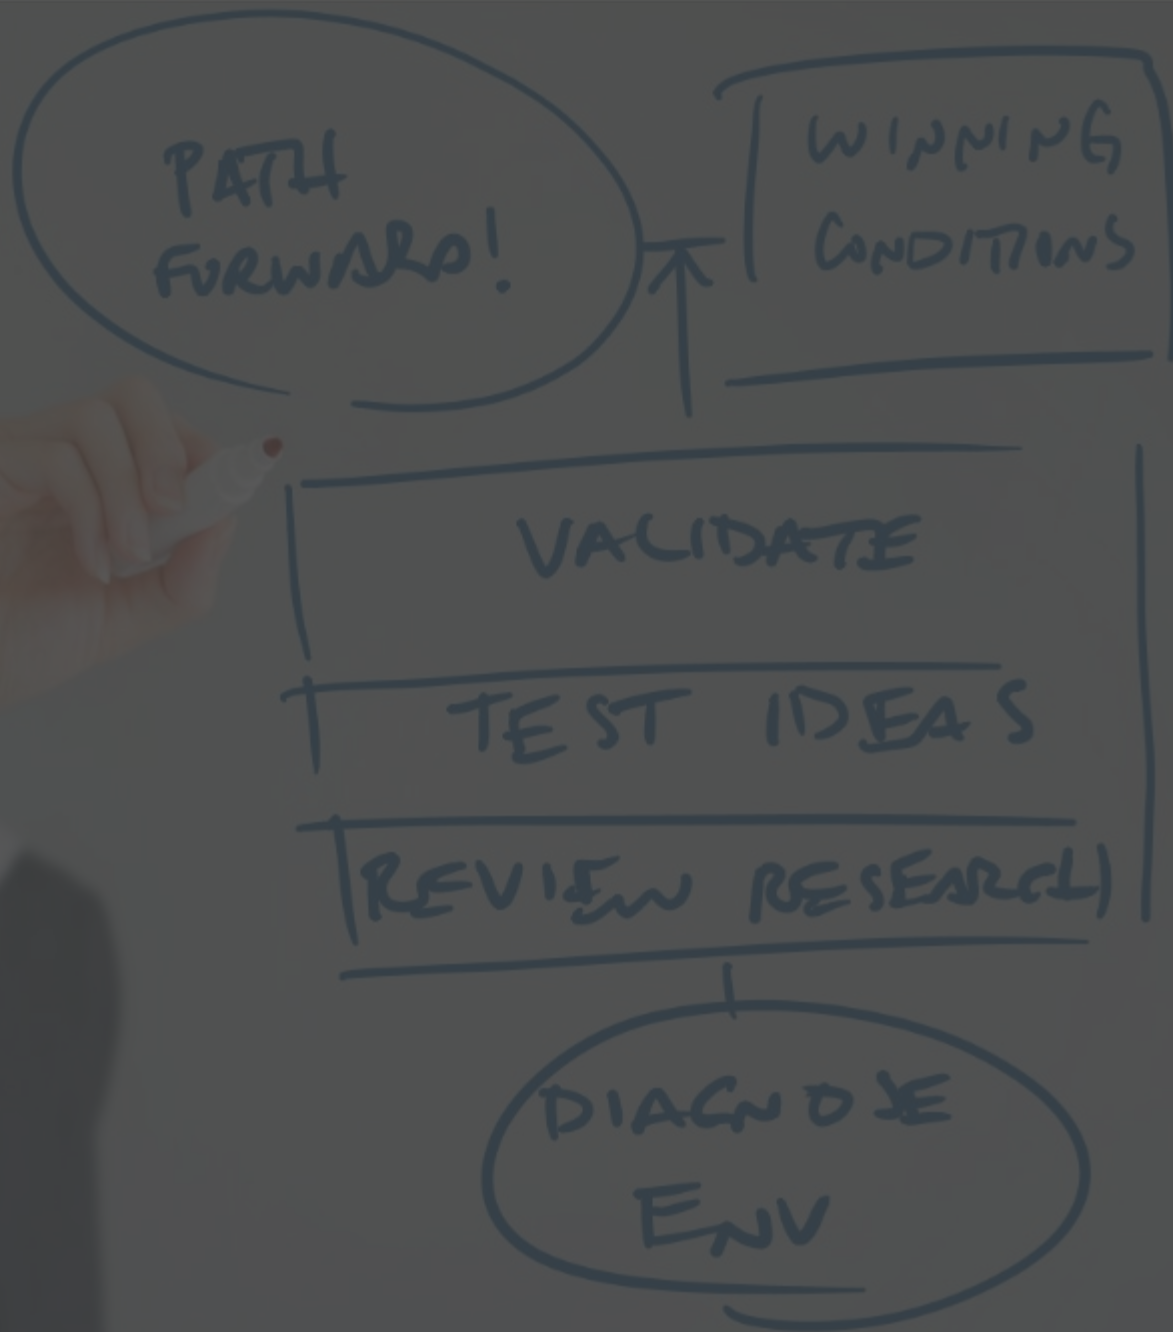 PATH
FORWARD!
WINNING
CONDITIONS
VALIDATE
TEST IDEAS
REVIEW RESEARCH
DIAGNOSE
ENV